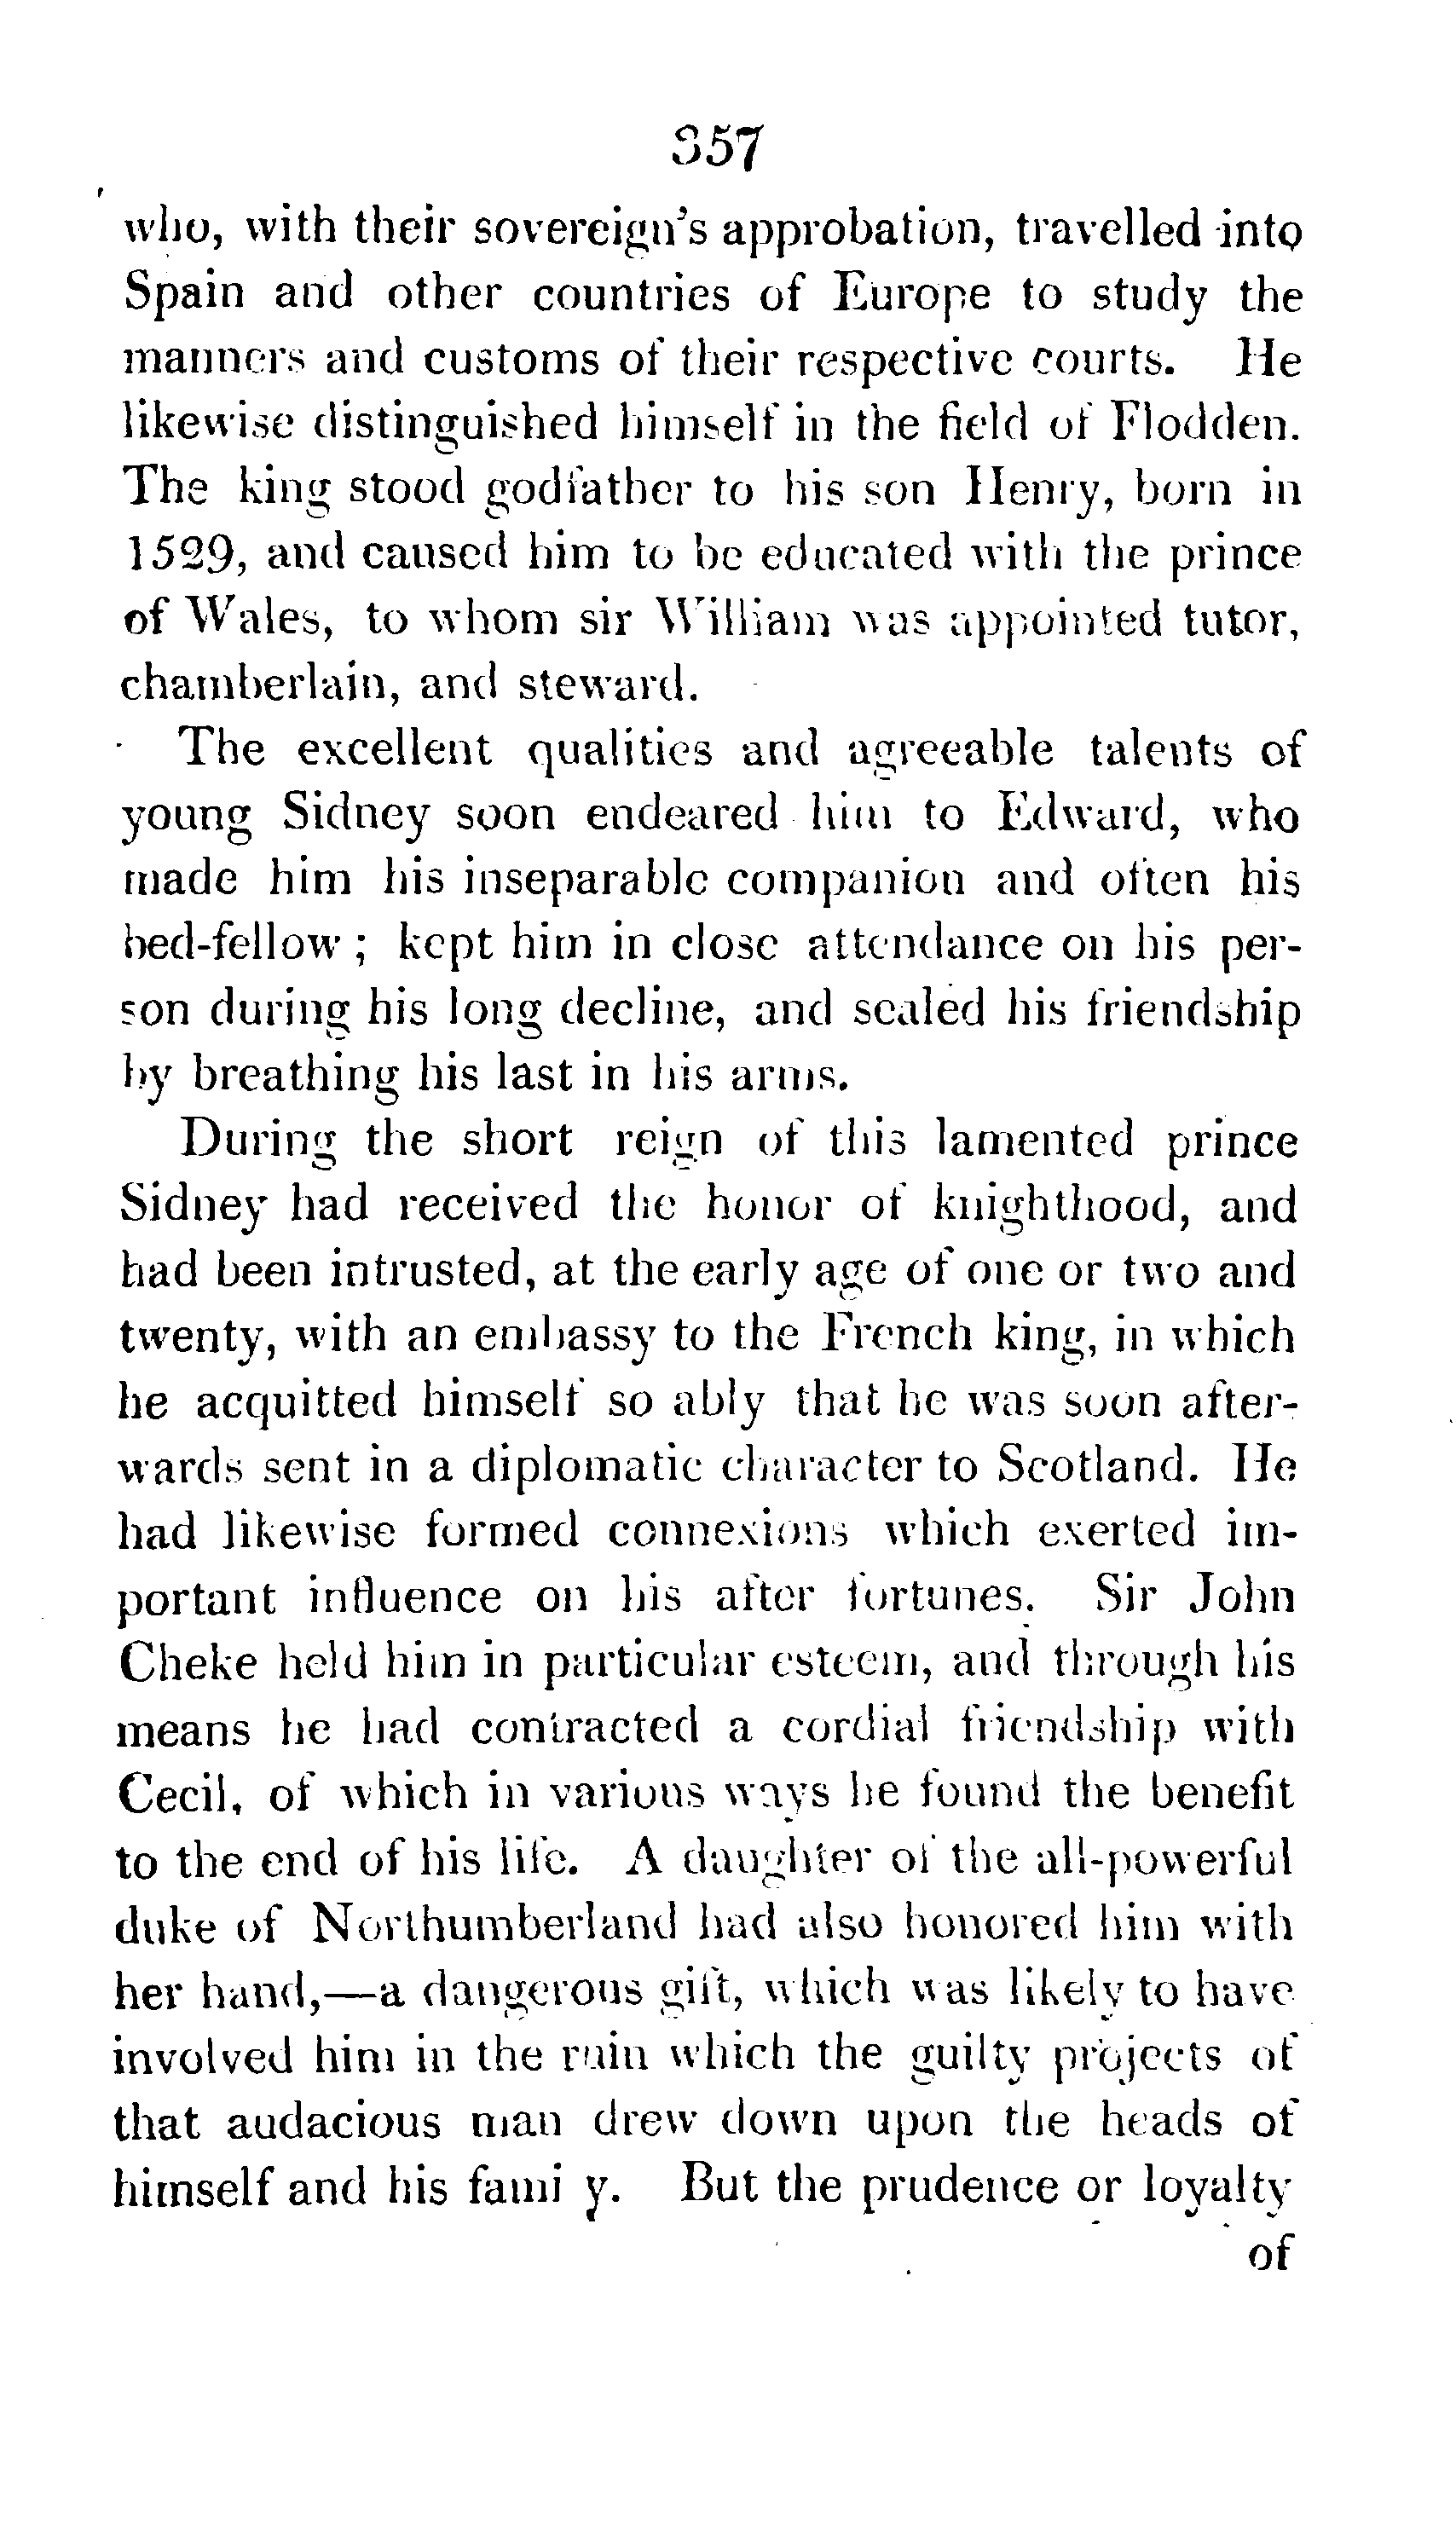 357
who, with their sovereign's approbation, travelled into
Spain and other countries of Europe to study the
manners and customs of their respective courts. He
likewise distinguished himself in the field of Flodden.
The king stood godfather to his son Henry, born in
1529, and caused him to be educated with the prince
of Wales, to whom sir William was appointed tutor,
chamberlain, and steward.
The excellent qualities and agreeable talents of
young Sidney soon endeared him to Edward, who
made him his inseparable companion and often his
bed-fellow; kept him in close attendance on his per-
son during his long decline, and sealed his friendship
by breathing his last in his arms.
During the short reign of this lamented prince
Sidney had received the honor of knighthood, and
had been intrusted, at the early age of one or two and
twenty, with an embassy to the French king, in which
he acquitted himself so ably that he was soon after-
wards sent in a diplomatic character to Scotland. He
had likewise formed connexions which exerted im-
portant influence on his after fortunes. Sir John
Cheke held him in particular esteem, and through his
means he had contracted a cordial friendship with
Cecil, of which in various ways he found the benefit
to the end of his life. A daughter of the all-powerful
duke of Northumberland had also honored him with
her hand,—a dangerous gift, which was likely to have
involved him in the ruin which the guilty projects of
that audacious man drew down upon the heads of
himself and his fami y. But the prudence or loyalty
of